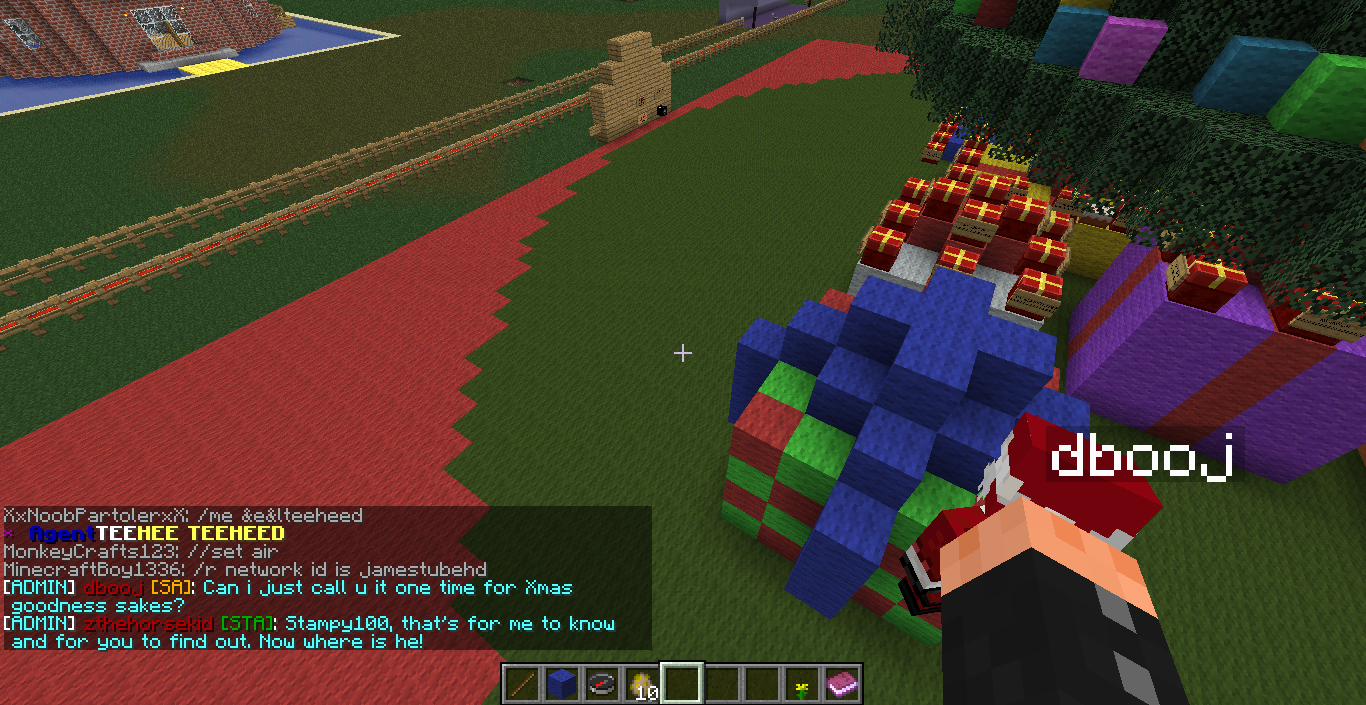 dbooj
XxNoobPartolerxX: /me &e&lteeheed
* AgentTEEHEE TEEHEED
MonkeyCrafts123: //set air
MinecraftBoy1336: /r network id is jamestubehd
[ADMIN] dbooj [SA]: Can i just call u it one time for Xmas
goodness sakes?
[ADMIN] zthehorsekid [STA]: Stampy100, that's for me to know
and for you to find out. Now where is he!
10